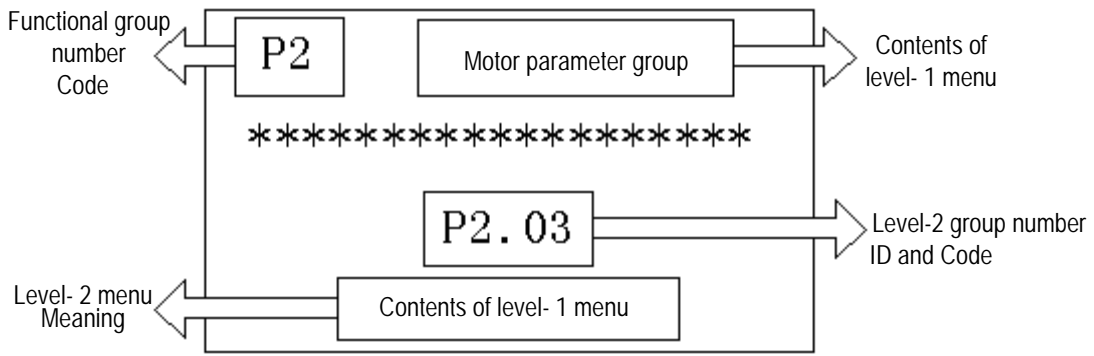 Functional group
number
Code
P2
Motor parameter group
Contents of
level- 1 menu
*******************
P2.03
Level-2 group number
ID and Code
Level- 2 menu
Meaning
Contents of level- 1 menu